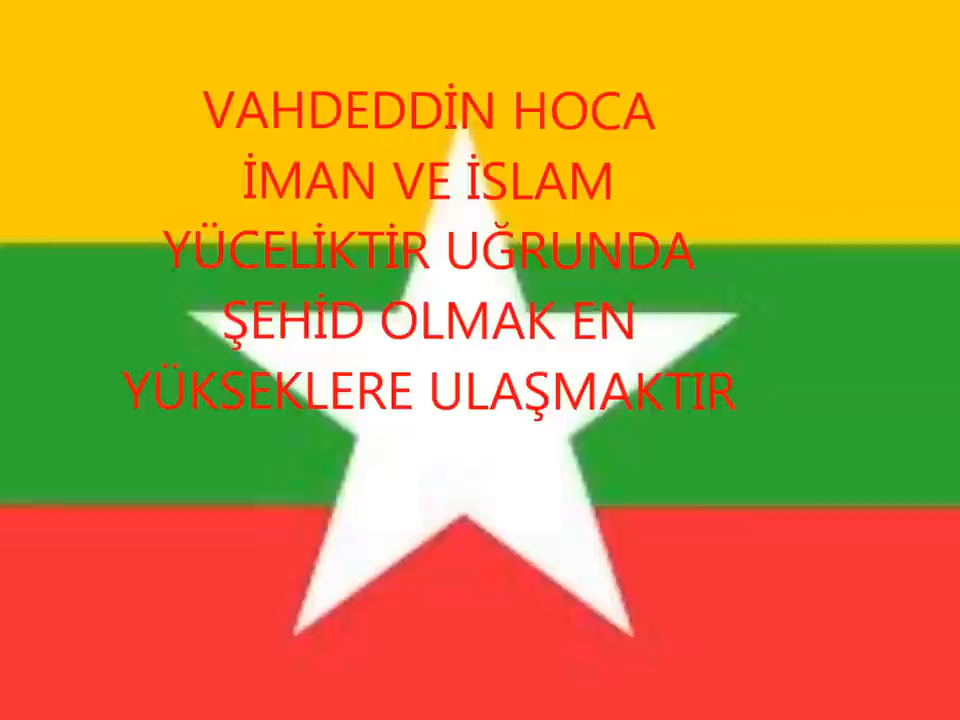 VAHDEDDİN HOCA
İMAN VE İSLAM
YÜCELİKTİR UĞRUNDA
ŞEHİD OLMAK EN
YÜKSEKLERE ULAŞMAKTIR